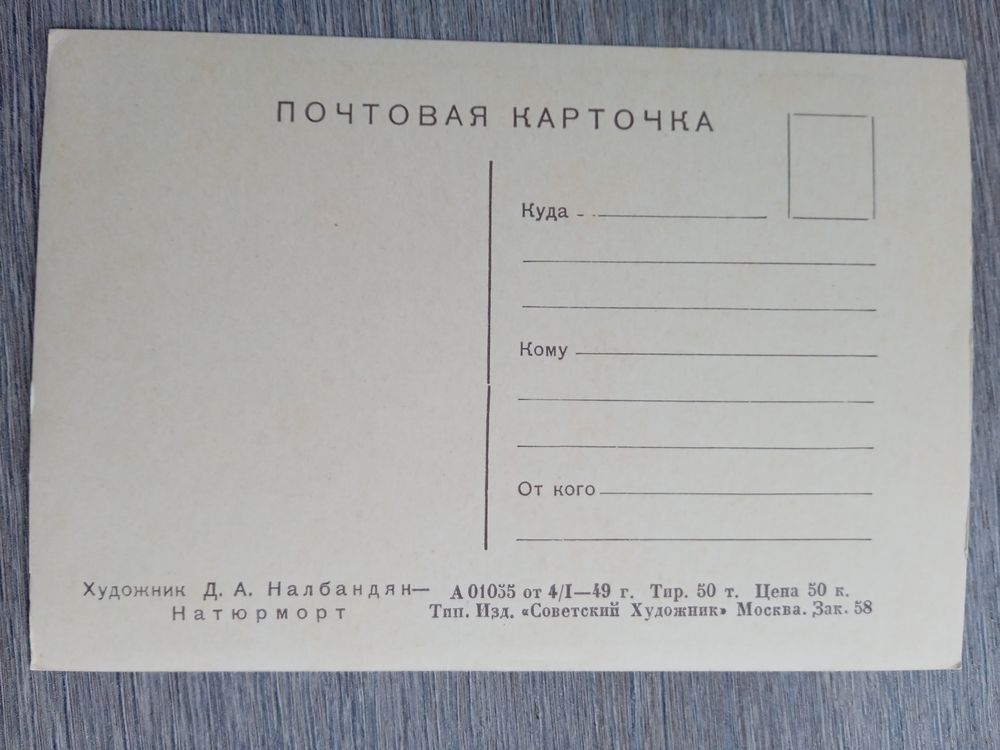 ПОЧТОВАЯ КАРТОЧКА
Куда
Кому
От кого
Художник Д. А. Налбандян—
Натюрморт
А 01055 от 4/I—49 г. Тир. 50 т. Цена 50 к.
Тип. Изд. «Советский Художник» Москва. Зак. 58